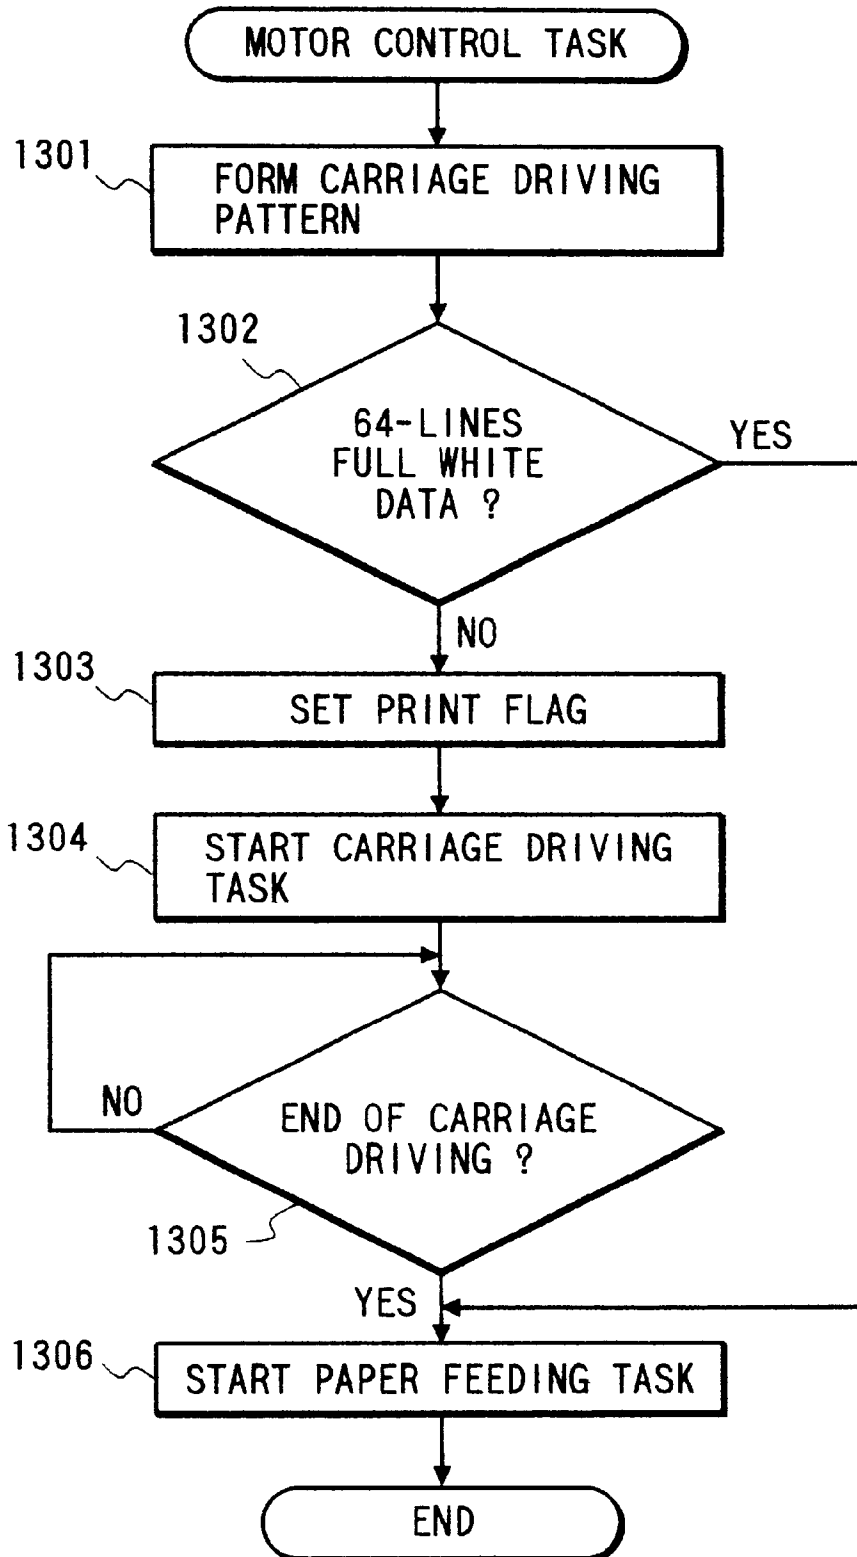 MOTOR CONTROL TASK
1301
FORM CARRIAGE DRIVING
PATTERN
1302
64-LINES
FULL WHITE
DATA ?
YES
NO
1303
SET PRINT FLAG
1304
START CARRIAGE DRIVING
TASK
NO
END OF CARRIAGE
DRIVING ?
1305
YES
1306
START PAPER FEEDING TASK
END